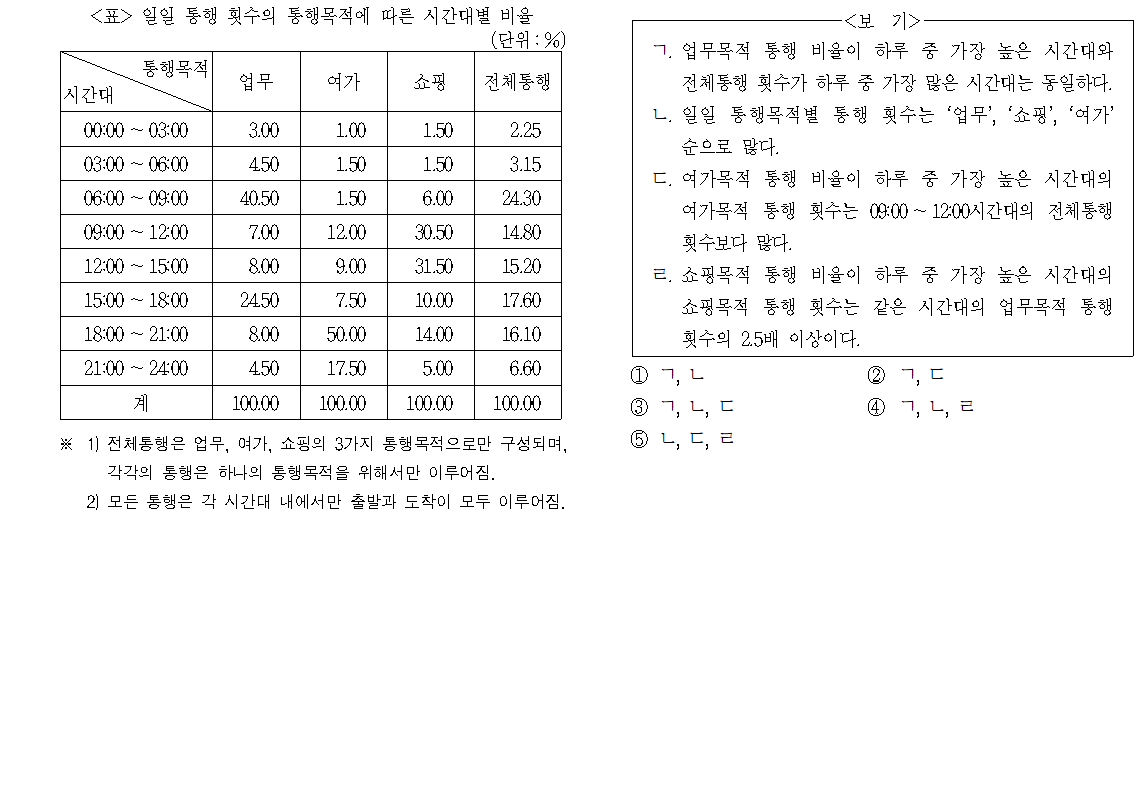 <표> 일일 통행 횟수의 통행목적에 따른 시간대별 비율
(단위 : %)
통행목적 업무 여가 쇼핑 전체통행
시간대
00:00 ~ 03:00 3.00 1.00 1.50 2.25
03:00 ~ 06:00 4.50 1.50 1.50 3.15
06:00 ~ 09:00 40.50 1.50 6.00 24.30
09:00 ~ 12:00 7.00 12.00 30.50 14.80
12:00 ~ 15:00 8.00 9.00 31.50 15.20
15:00 ~ 18:00 24.50 7.50 10.00 17.60
18:00 ~ 21:00 8.00 50.00 14.00 16.10
21:00 ~ 24:00 4.50 17.50 5.00 6.60
계 100.00 100.00 100.00 100.00
※ 1) 전체통행은 업무, 여가, 쇼핑의 3가지 통행목적으로만 구성되며,
각각의 통행은 하나의 통행목적을 위해서만 이루어짐.
2) 모든 통행은 각 시간대 내에서만 출발과 도착이 모두 이루어짐.
<보 기>
ㄱ. 업무목적 통행 비율이 하루 중 가장 높은 시간대와
전체통행 횟수가 하루 중 가장 많은 시간대는 동일하다.
ㄴ. 일일 통행목적별 통행 횟수는 ‘업무’, ‘쇼핑’, ‘여가’
순으로 많다.
ㄷ. 여가목적 통행 비율이 하루 중 가장 높은 시간대의
여가목적 통행 횟수는 09:00 ~ 12:00시간대의 전체통행
횟수보다 많다.
ㄹ. 쇼핑목적 통행 비율이 하루 중 가장 높은 시간대의
쇼핑목적 통행 횟수는 같은 시간대의 업무목적 통행
횟수의 2.5배 이상이다.
① ㄱ, ㄴ ② ㄱ, ㄷ
③ ㄱ, ㄴ, ㄷ ④ ㄱ, ㄴ, ㄹ
⑤ ㄴ, ㄷ, ㄹ